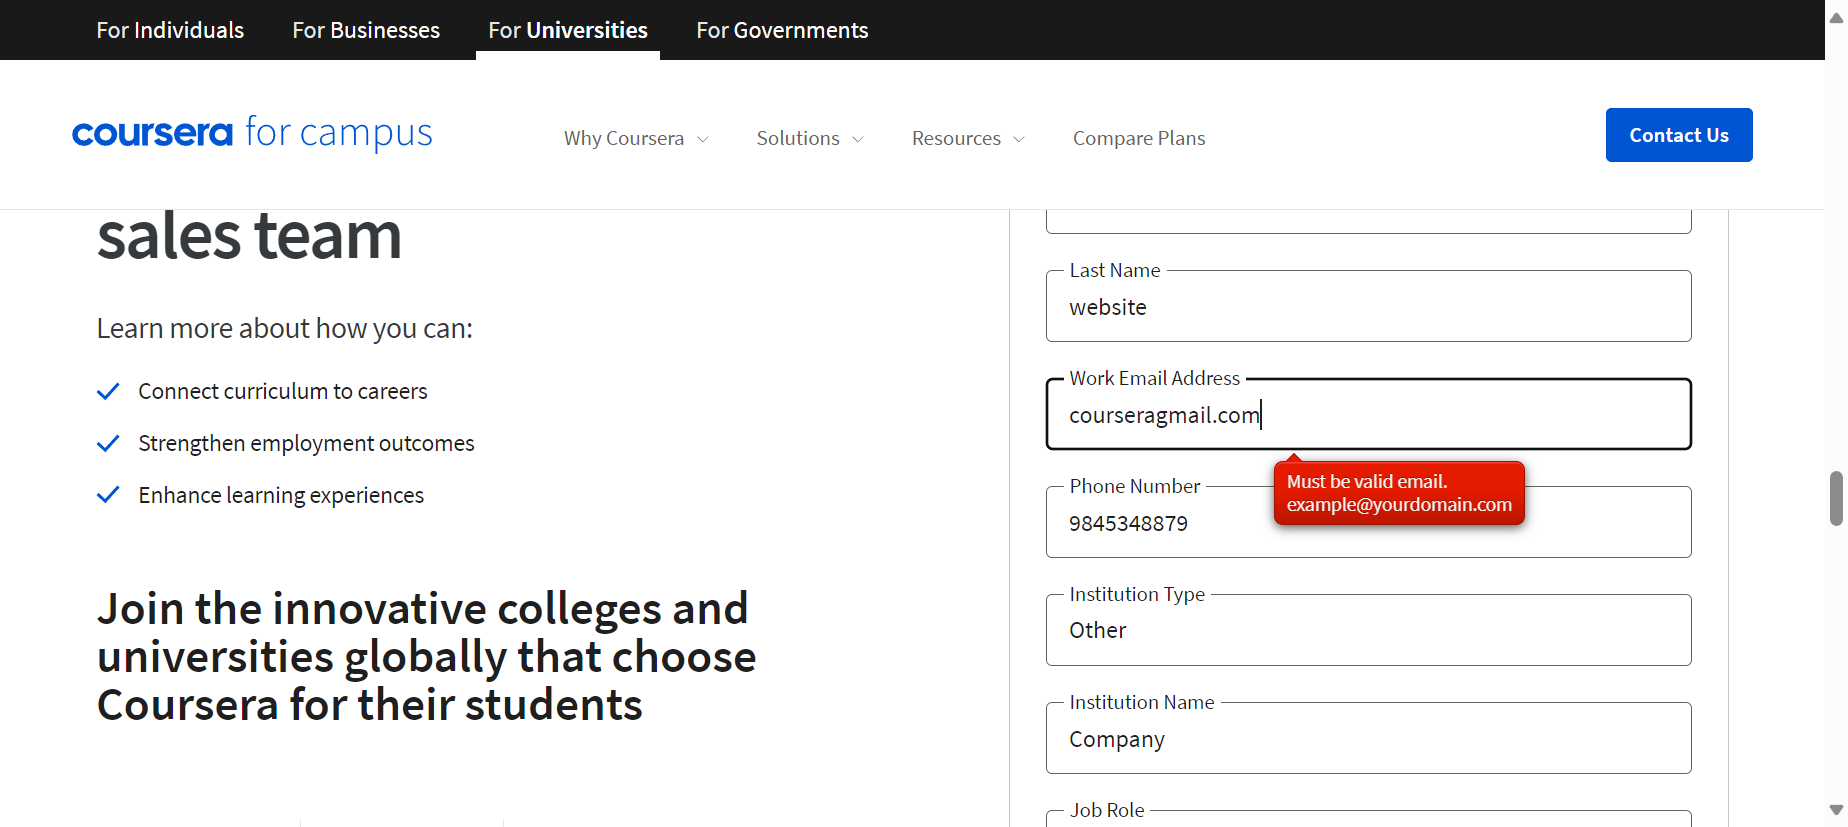 For Individuals
For Businesses
For Universities
For Governments
coursera for campus
Why Coursera
Solutions
Resources
Compare Plans
Contact Us
sales team
Learn more about how you can:
Connect curriculum to careers
Strengthen employment outcomes
Enhance learning experiences
Join the innovative colleges and
universities globally that choose
Coursera for their students
Last Name
website
Work Email Address
courseragmail.com
Must be valid email.
example@yourdomain.com
Phone Number
9845348879
Institution Type
Other
Institution Name
Company
Job Role